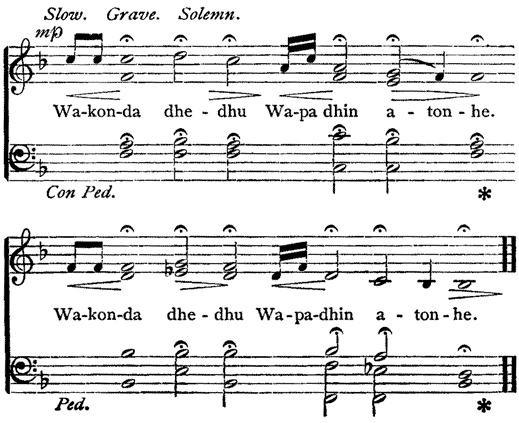 Slow. Grave. Solemn.
mp
Wa-kon-da dhe - dhu Wa-pa dhin a - ton - he.
Con Ped. *
Wa-kon-da dhe - dhu Wa-pa-dhin a - ton - he.
Ped. *